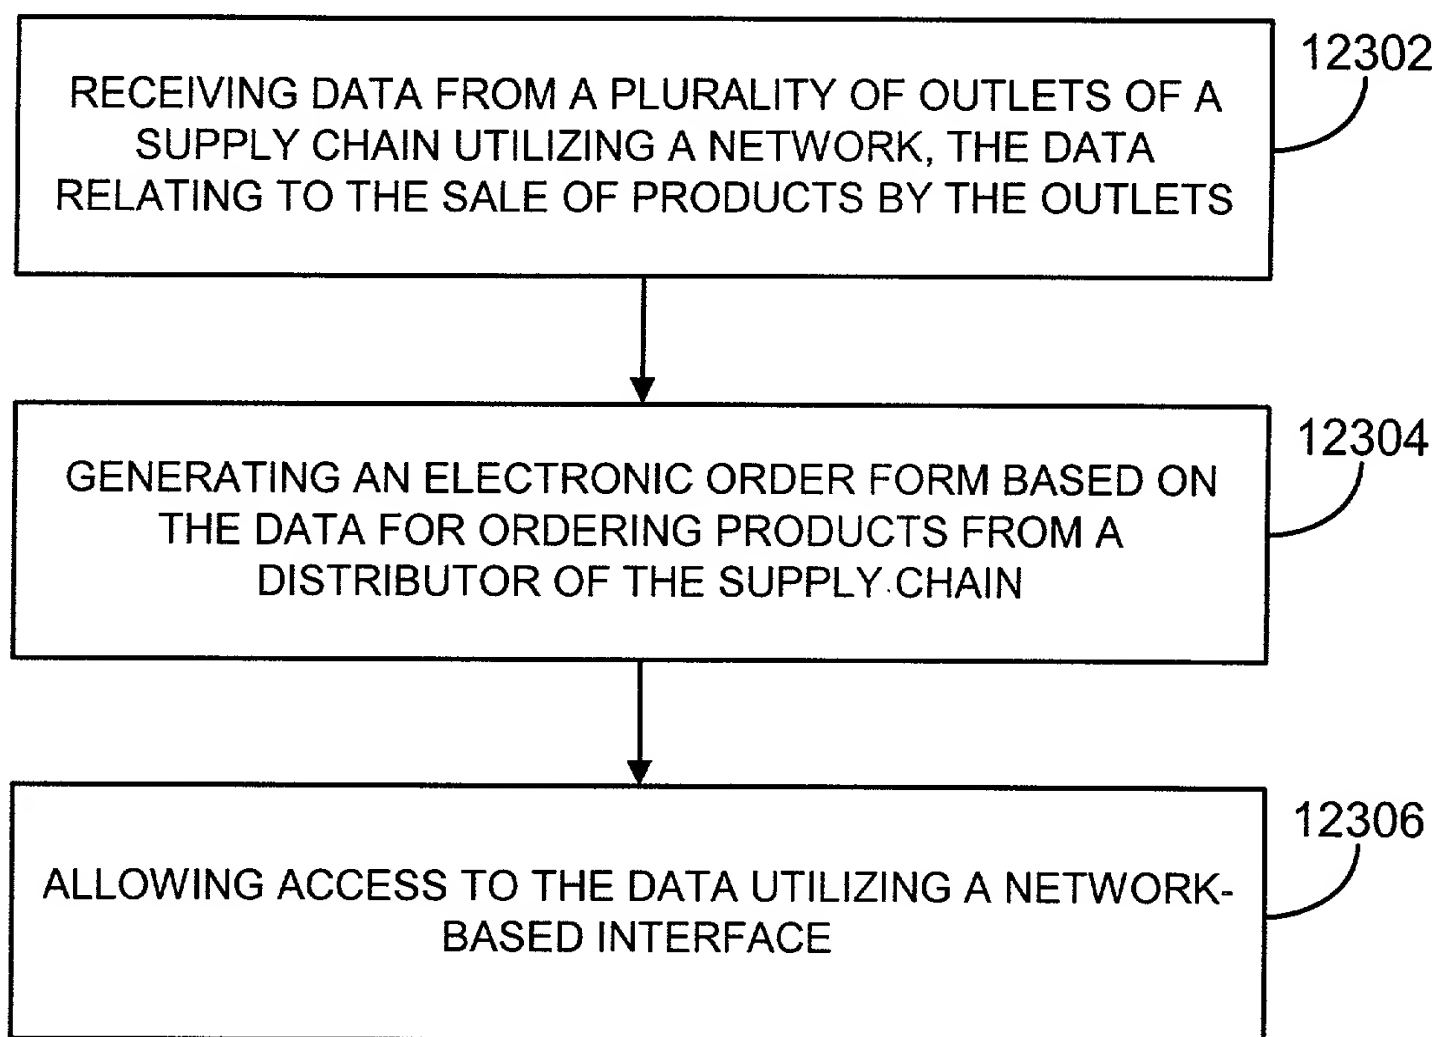 12302
RECEIVING DATA FROM A PLURALITY OF OUTLETS OF A
SUPPLY CHAIN UTILIZING A NETWORK, THE DATA
RELATING TO THE SALE OF PRODUCTS BY THE OUTLETS
12304
GENERATING AN ELECTRONIC ORDER FORM BASED ON
THE DATA FOR ORDERING PRODUCTS FROM A
DISTRIBUTOR OF THE SUPPLY CHAIN
12306
ALLOWING ACCESS TO THE DATA UTILIZING A NETWORK-
BASED INTERFACE